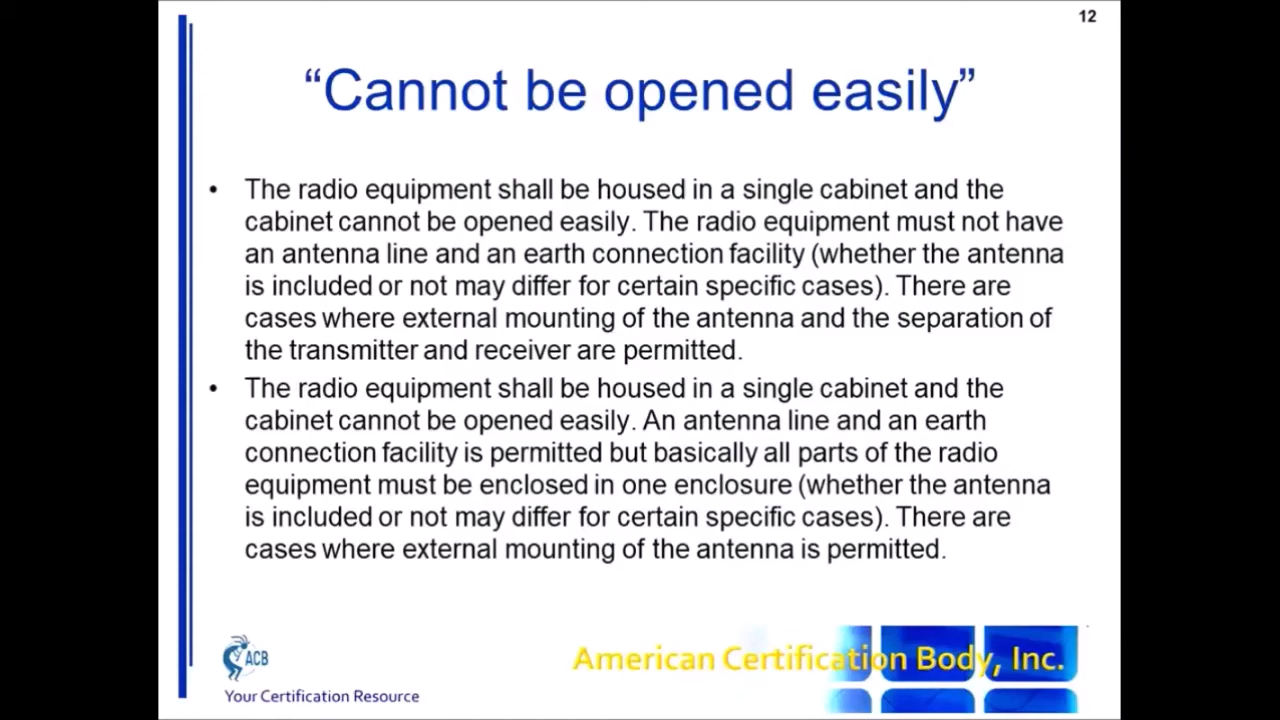 12
“Cannot be opened easily”
• The radio equipment shall be housed in a single cabinet and the
cabinet cannot be opened easily. The radio equipment must not have
an antenna line and an earth connection facility (whether the antenna
is included or not may differ for certain specific cases). There are
cases where external mounting of the antenna and the separation of
the transmitter and receiver are permitted.
• The radio equipment shall be housed in a single cabinet and the
cabinet cannot be opened easily. An antenna line and an earth
connection facility is permitted but basically all parts of the radio
equipment must be enclosed in one enclosure (whether the antenna
is included or not may differ for certain specific cases). There are
cases where external mounting of the antenna is permitted.
ACB
American Certification Body, Inc.
Your Certification Resource